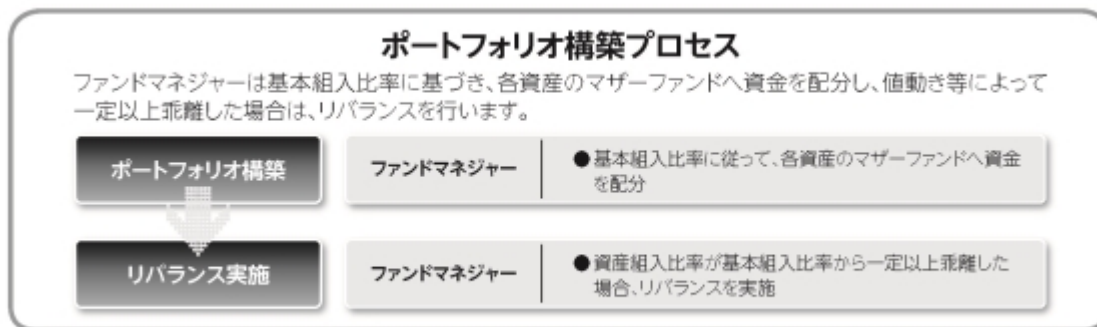 ポートフォリオ構築プロセス
ファンドマネジャーは基本組入比率に基づき、各資産のマザーファンドへ資金を配分し、値動き等によって
一定以上乖離した場合は、リバランスを行います。
ポートフォリオ構築
ファンドマネジャー
●基本組入比率に従って、各資産のマザーファンドへ資金
を配分
リバランス実施
ファンドマネジャー
●資産組入比率が基本組入比率から一定以上乖離した
場合、リバランスを実施